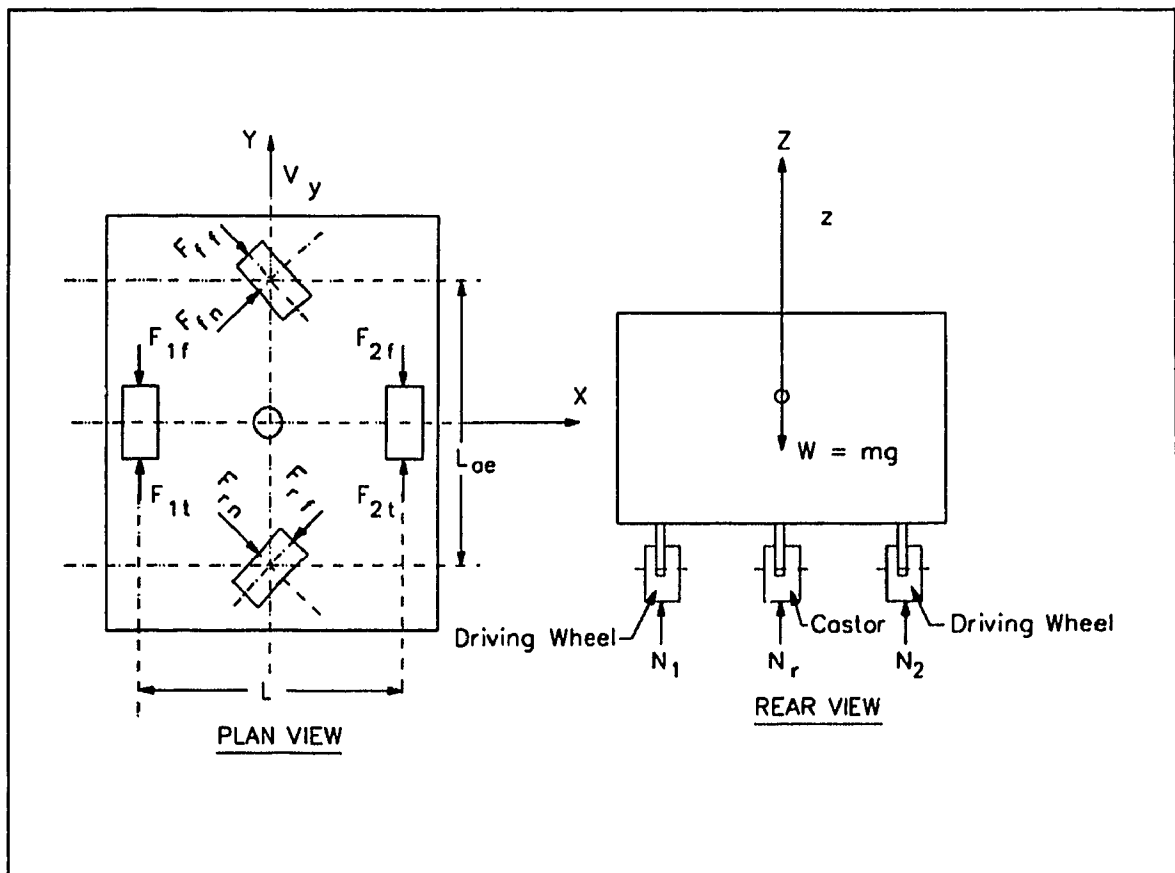 Y
V y
F f f
F f n
F 1f
F 2f
X
L ae
F 1t
F r n
F r f
F 2t
L
PLAN VIEW
Z
z
W = mg
Driving Wheel
Castor
Driving Wheel
N 1
N r
N 2
REAR VIEW